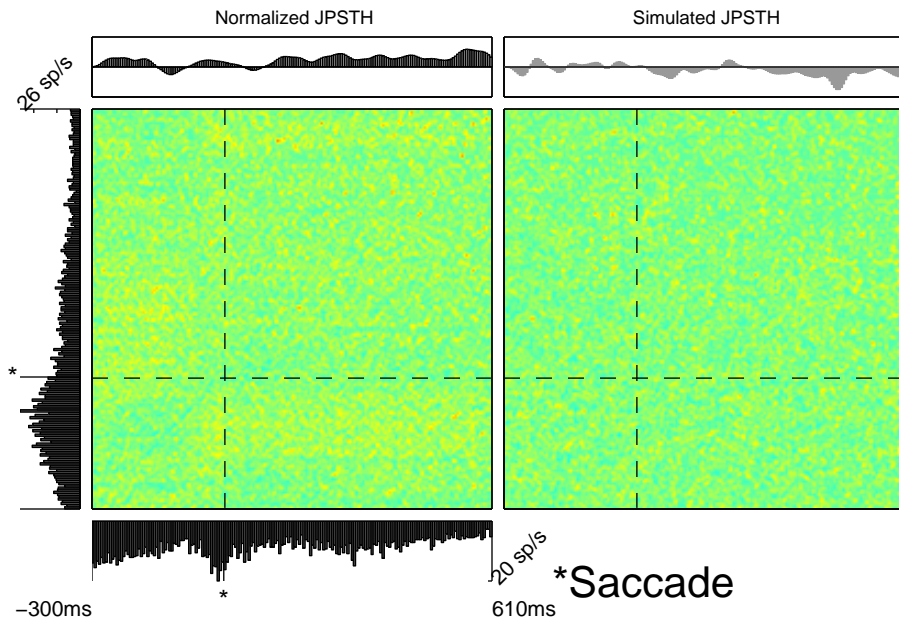 Normalized JPSTH
Simulated JPSTH
26 sp/s
*
20 sp/s
*Saccade
*
−300ms
610ms